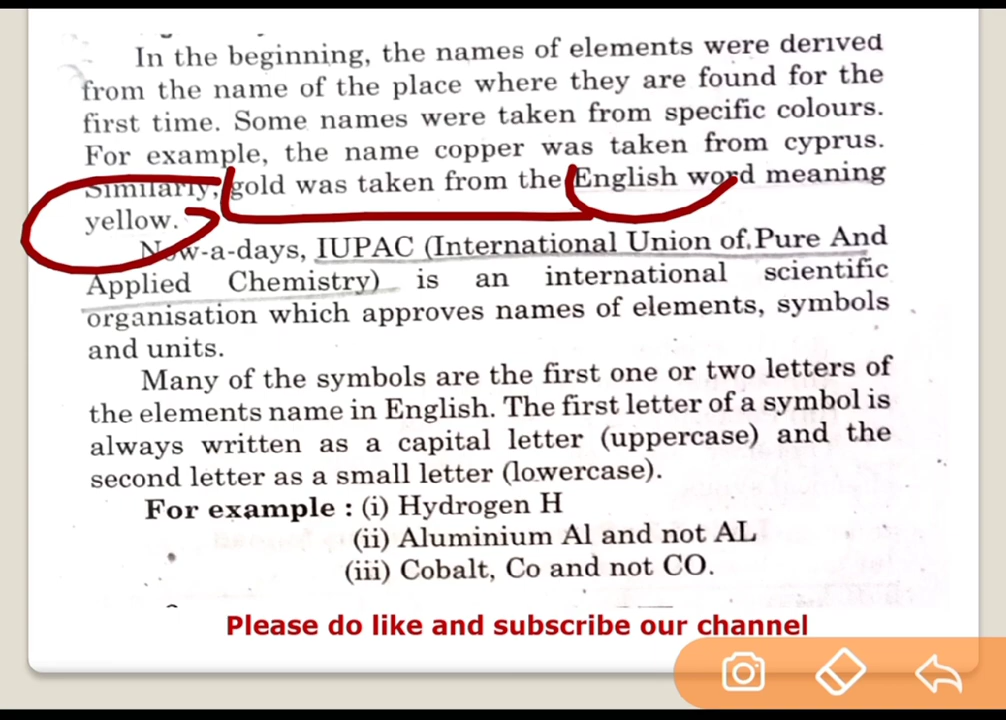 In the beginning, the names of elements were derived
from the name of the place where they are found for the
first time. Some names were taken from specific colours.
For example, the name copper was taken from cyprus.
Similarly, gold was taken from the English word meaning
yellow.
Now-a-days, IUPAC (International Union of Pure And
Applied Chemistry) is an international scientific
organisation which approves names of elements, symbols
and units.
Many of the symbols are the first one or two letters of
the elements name in English. The first letter of a symbol is
always written as a capital letter (uppercase) and the
second letter as a small letter (lowercase).
For example : (i) Hydrogen H
(ii) Aluminium Al and not AL
(iii) Cobalt, Co and not CO.
Please do like and subscribe our channel